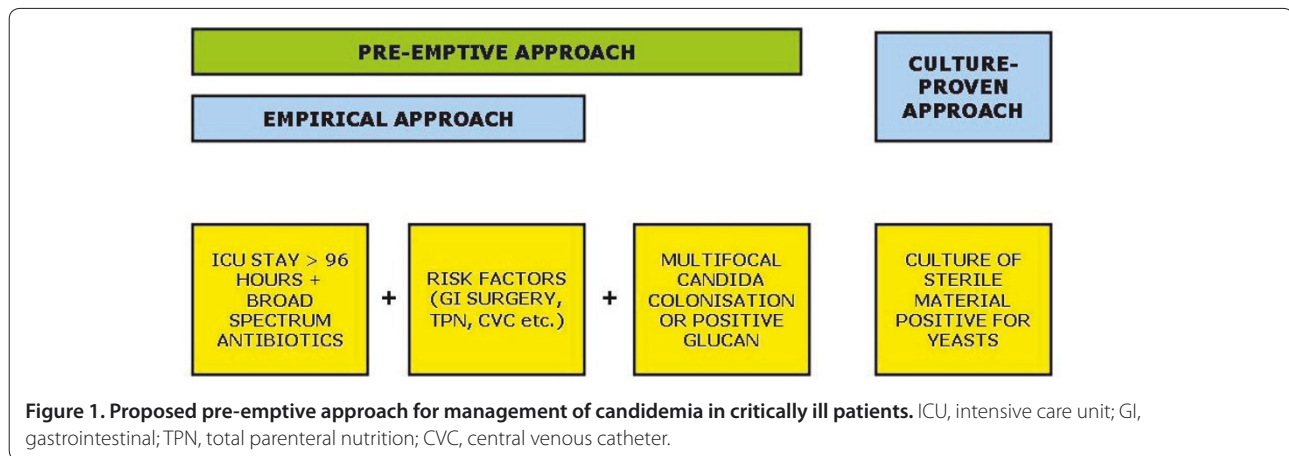 PRE-EMPTIVE APPROACH
EMPIRICAL APPROACH
CULTURE-
PROVEN
APPROACH
ICU STAY > 96
HOURS +
BROAD
SPECTRUM
ANTIBIOTICS
+
RISK FACTORS
(GI SURGERY,
TPN, CVC etc.)
+
MULTIFOCAL
CANDIDA
COLONISATION
OR POSITIVE
GLUCAN
CULTURE OF
STERILE
MATERIAL
POSITIVE FOR
YEASTS
Figure 1. Proposed pre-emptive approach for management of candidemia in critically ill patients. ICU, intensive care unit; GI,
gastrointestinal; TPN, total parenteral nutrition; CVC, central venous catheter.